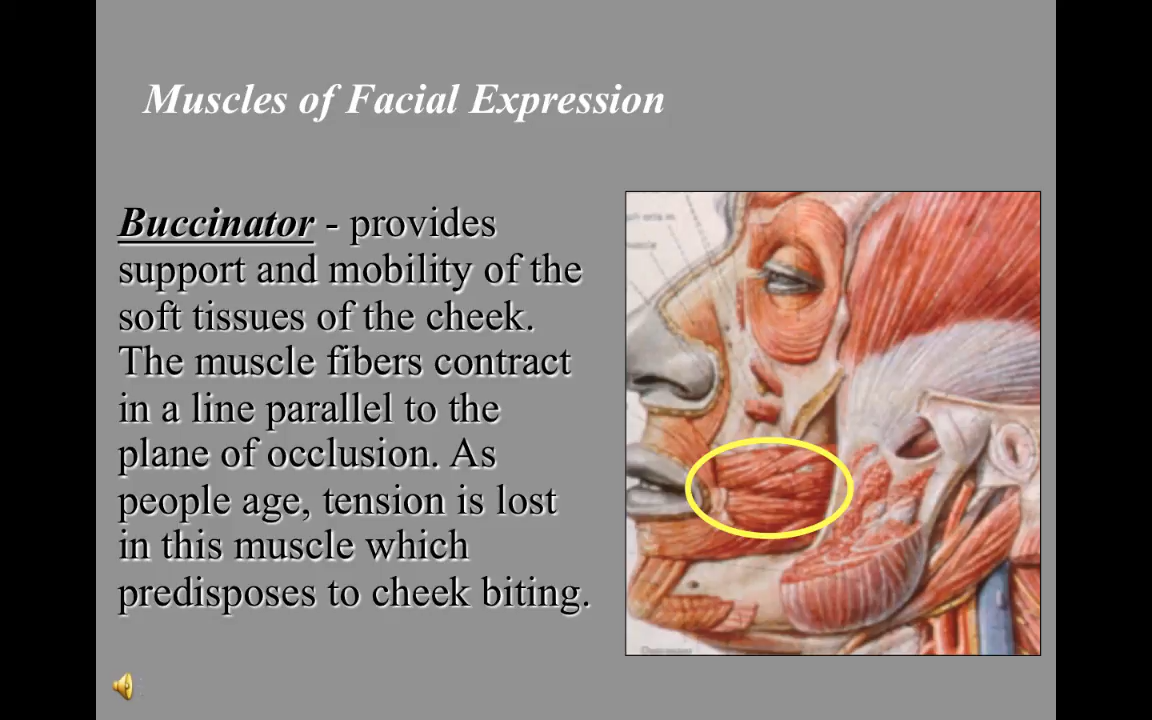 Muscles of Facial Expression
Buccinator - provides
support and mobility of the
soft tissues of the cheek.
The muscle fibers contract
in a line parallel to the
plane of occlusion. As
people age, tension is lost
in this muscle which
predisposes to cheek biting.